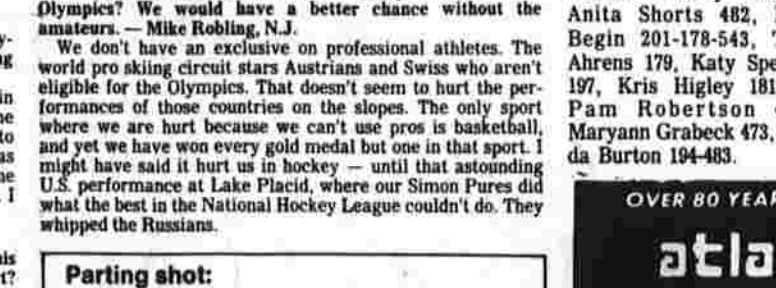 Olympics? We would have a better chance without the
amateurs. — Mike Robling, N.J.
We don't have an exclusive on professional athletes. The
world pro skiing circuit stars Austrians and Swiss who aren't
eligible for the Olympics. That doesn't seem to hurt the per-
formances of those countries on the slopes. The only sport
where we are hurt because we can't use pros is basketball,
and yet we have won every gold medal but one in that sport. I
might have said it hurt us in hockey — until that astounding
U.S. performance at Lake Placid, where our Simon Pures did
what the best in the National Hockey League couldn't do. They
whipped the Russians.
Parting shot:
Anita Shorts 482,
Begin 201-178-543,
Ahrens 179, Katy Spe
197, Kris Higley 181
Pam Robertson
Maryann Grabeck 473,
da Burton 194-483.
OVER 80 YEAR
atla